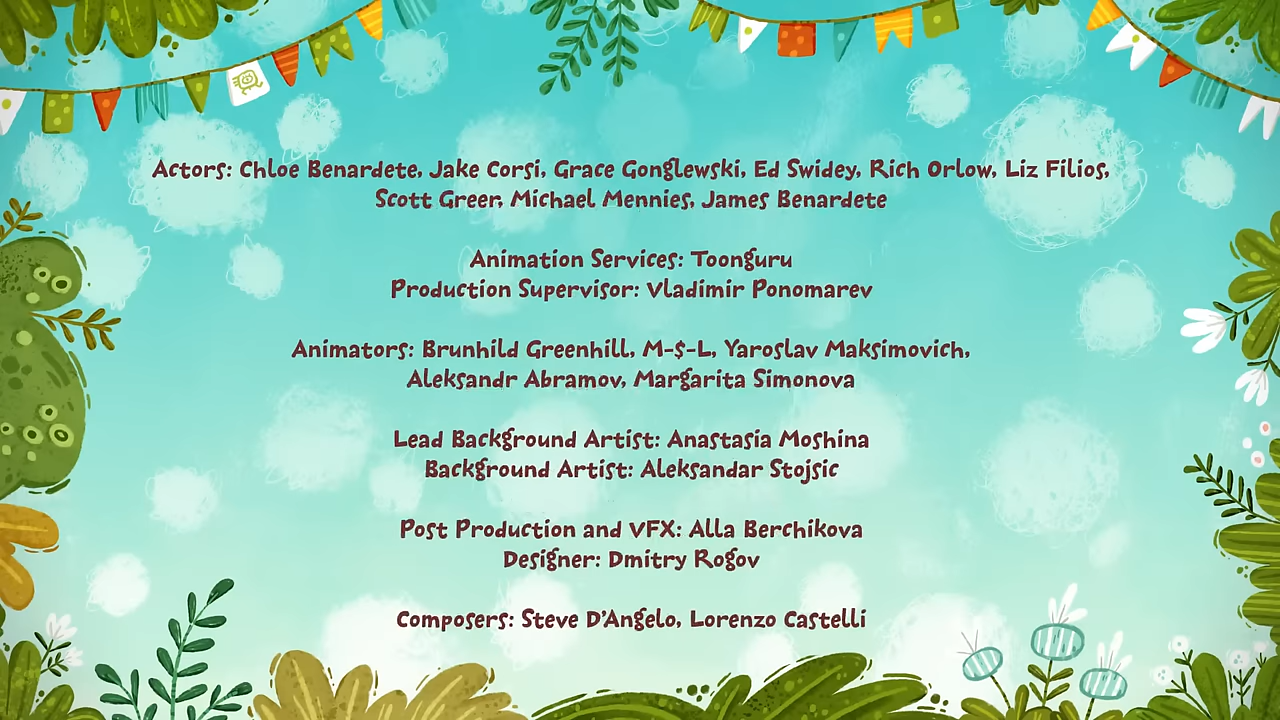 Actors: Chloe Benardete, Jake Corsi, Grace Gonglewski, Ed Swidey, Rich Orlow, Liz Filios,
Scott Greer, Michael Mennies, James Benardete
Animation Services: Toonguru
Production Supervisor: Vladimir Ponomarev
Animators: Brunhild Greenhill, M-$-L, Yaroslav Maksimovich,
Aleksandr Abramov, Margarita Simonova
Lead Background Artist: Anastasia Moshina
Background Artist: Aleksandar Stojsic
Post Production and VFX: Alla Berchikova
Designer: Dmitry Rogov
Composers: Steve D'Angelo, Lorenzo Castelli